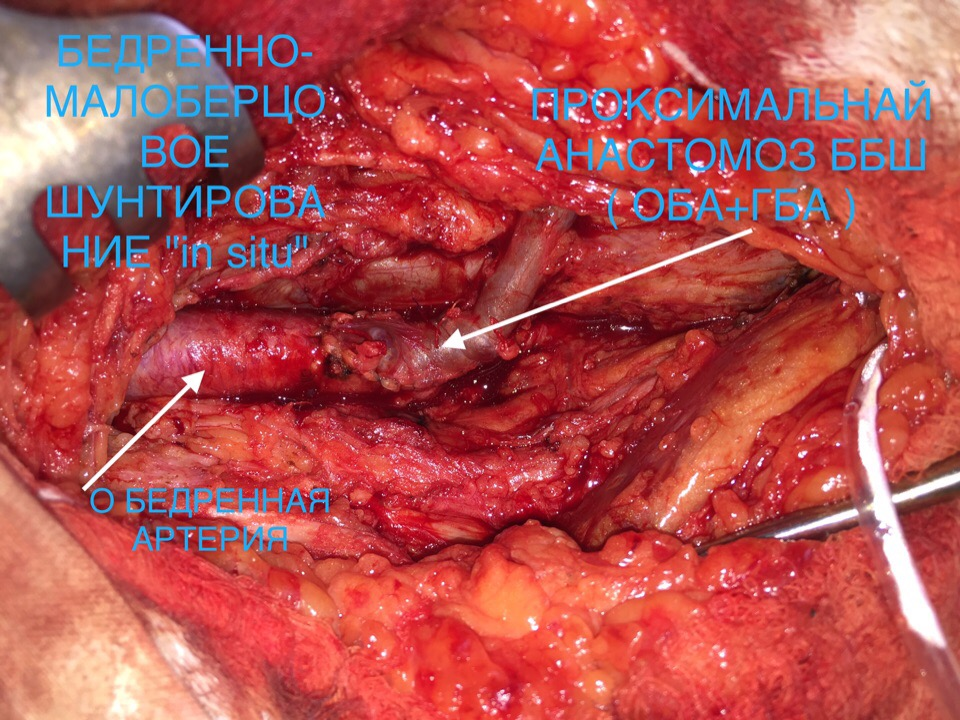 БЕДРЕННО-
МАЛОБЕРЦО
ВОЕ
ШУНТИРОВА
НИЕ "in situ"
ПРОКСИМАЛЬНАЙ
АНАСТОМОЗ ББШ
( ОБА+ГБА )
О БЕДРЕННАЯ
АРТЕРИЯ